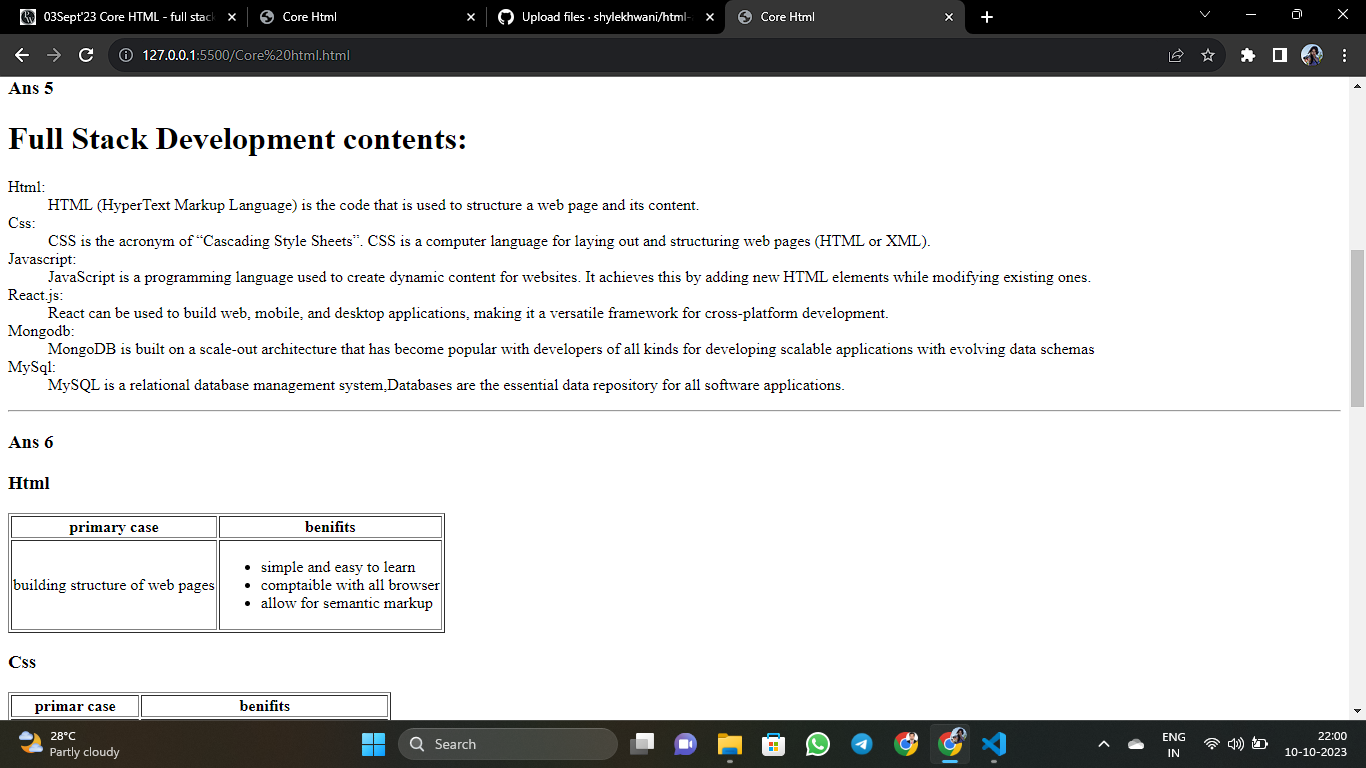 03Sept'23 Core HTML - full stac
Core Html
Upload files · shylekhwani/html-
Core Html
127.0.0.1:5500/Core%20html.html
Ans 5
Full Stack Development contents:
Html:
HTML (HyperText Markup Language) is the code that is used to structure a web page and its content.
Css:
CSS is the acronym of “Cascading Style Sheets”. CSS is a computer language for laying out and structuring web pages (HTML or XML).
Javascript:
JavaScript is a programming language used to create dynamic content for websites. It achieves this by adding new HTML elements while modifying existing ones.
React.js:
React can be used to build web, mobile, and desktop applications, making it a versatile framework for cross-platform development.
Mongodb:
MongoDB is built on a scale-out architecture that has become popular with developers of all kinds for developing scalable applications with evolving data schemas
MySql:
MySQL is a relational database management system,Databases are the essential data repository for all software applications.
Ans 6
Html
primary case benifits
building structure of web pages
simple and easy to learn
comptaible with all browser
allow for semantic markup
Css
primar case benifits
28°C
Partly cloudy
Search
ENG
IN
22:00
10-10-2023